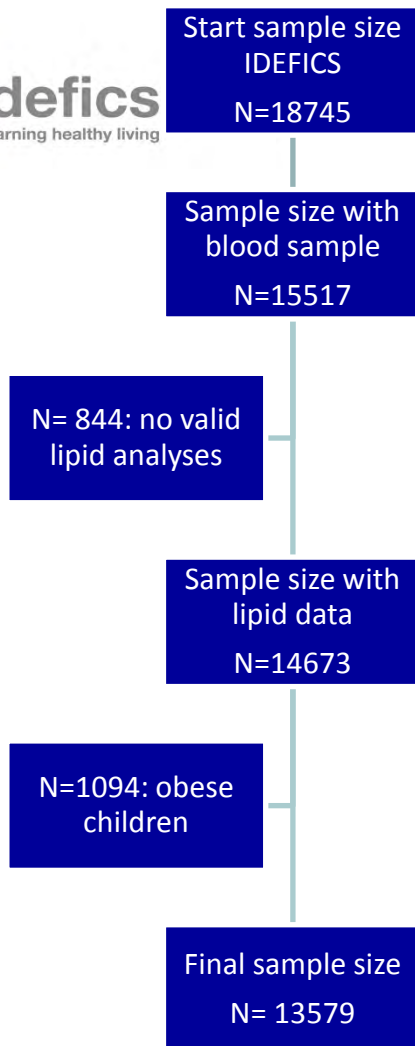 Start sample size
IDEFICS
N=18745
defics
arning healthy living
Sample size with
blood sample
N=15517
N= 844: no valid
lipid analyses
Sample size with
lipid data
N=14673
N=1094: obese
children
Final sample size
N= 13579